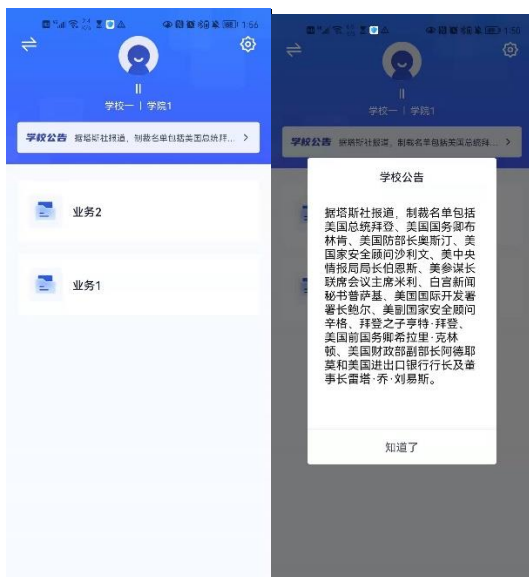 1:56
学校一 | 学院1
学校公告 据塔斯社报道，制裁名单包括美国总统拜... >
业务2
业务1
1:50
学校一 | 学院1
学校公告 据塔斯社报道，制裁名单包括美国总统拜... >
学校公告
据塔斯社报道，制裁名单包括
美国总统拜登、美国国务卿布
林肯、美国防部长奥斯汀、美
国家安全顾问沙利文、美中央
情报局局长伯恩斯、美参谋长
联席会议主席米利、白宫新闻
秘书普萨基、美国国际开发署
署长鲍尔、美副国家安全顾问
辛格、拜登之子亨特·拜登、
美国前国务卿希拉里·克林
顿、美国财政部副部长阿德耶
莫和美国进出口银行行长及董
事长雷塔·乔·刘易斯。
知道了